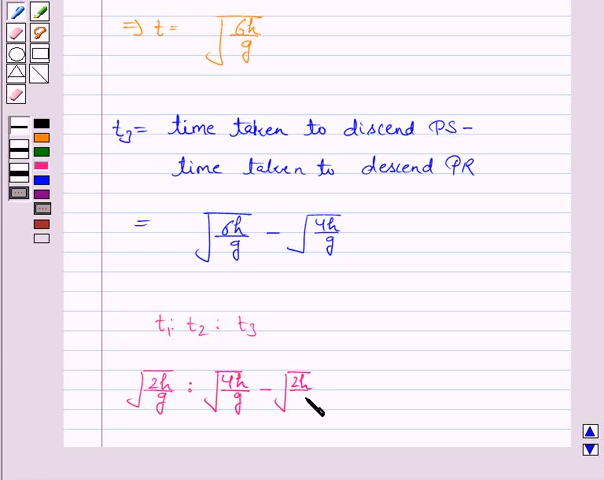 ⇒ t = √(6h/g)
t3 = time taken to discend PS -
time taken to descend PR
= √(6h/g) - √(4h/g)
t1 : t2 : t3
√(2h/g) : √(4h/g) - √(2h